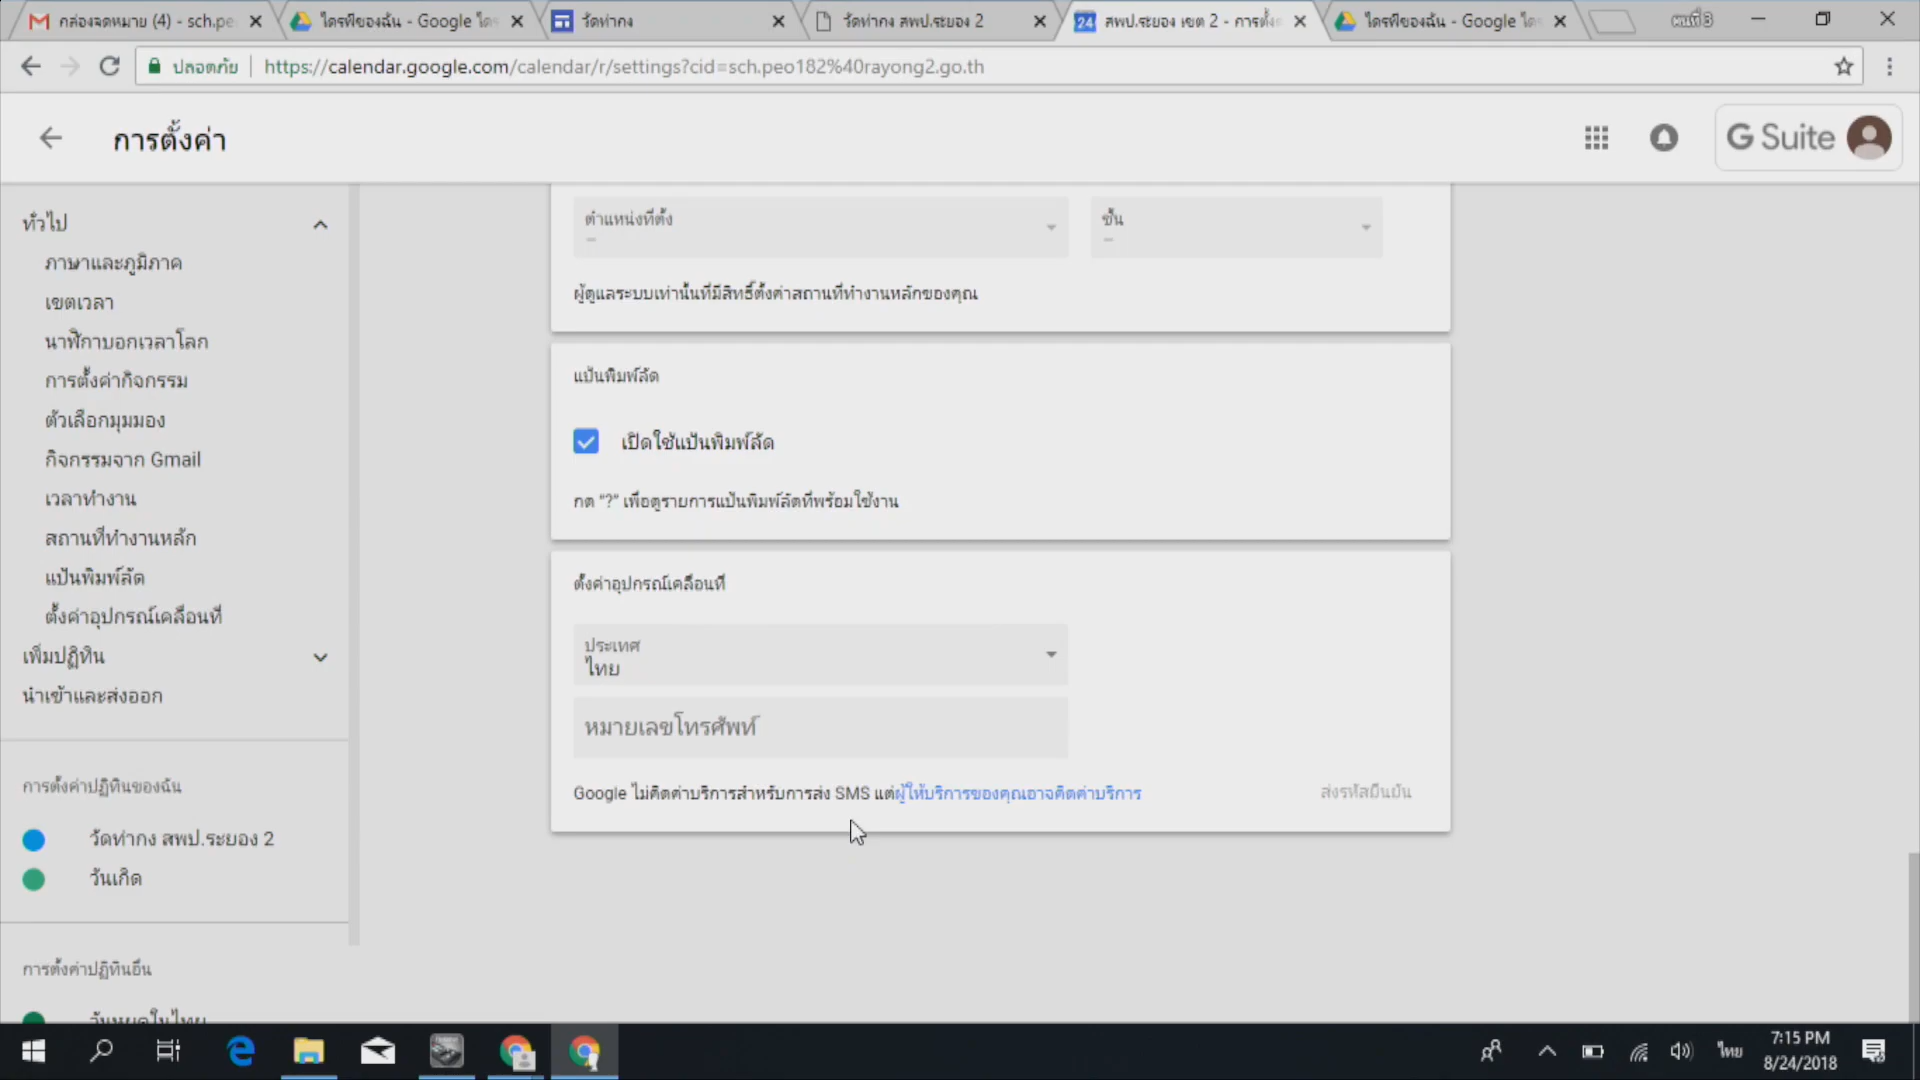 กล่องจดหมาย (4) - sch.pe
ไดรฟ์ของฉัน - Google ไดร
วัดท่ากง
วัดท่ากง สพป.ระยอง 2
สพป.ระยอง เขต 2 - การตั้ง
ไดรฟ์ของฉัน - Google ไดร
ปลอดภัย
https://calendar.google.com/calendar/r/settings?cid=sch.peo182%40rayong2.go.th
การตั้งค่า
G Suite
ทั่วไป
ภาษาและภูมิภาค
เขตเวลา
นาฬิกาบอกเวลาโลก
การตั้งค่ากิจกรรม
ตัวเลือกมุมมอง
กิจกรรมจาก Gmail
เวลาทำงาน
สถานที่ทำงานหลัก
แป้นพิมพ์ลัด
ตั้งค่าอุปกรณ์เคลื่อนที่
เพิ่มปฏิทิน
นำเข้าและส่งออก
การตั้งค่าปฏิทินของฉัน
วัดท่ากง สพป.ระยอง 2
วันเกิด
การตั้งค่าปฏิทินอื่น
วันหยุดในไทย
ตำแหน่งที่ตั้ง
–
ชั้น
–
ผู้ดูแลระบบเท่านั้นที่มีสิทธิ์ตั้งค่าสถานที่ทำงานหลักของคุณ
แป้นพิมพ์ลัด
เปิดใช้แป้นพิมพ์ลัด
กด "?" เพื่อดูรายการแป้นพิมพ์ลัดที่พร้อมใช้งาน
ตั้งค่าอุปกรณ์เคลื่อนที่
ประเทศ
ไทย
หมายเลขโทรศัพท์
Google ไม่คิดค่าบริการสำหรับการส่ง SMS แต่ผู้ให้บริการของคุณอาจคิดค่าบริการ
ส่งรหัสยืนยัน
ไทย
7:15 PM
8/24/2018